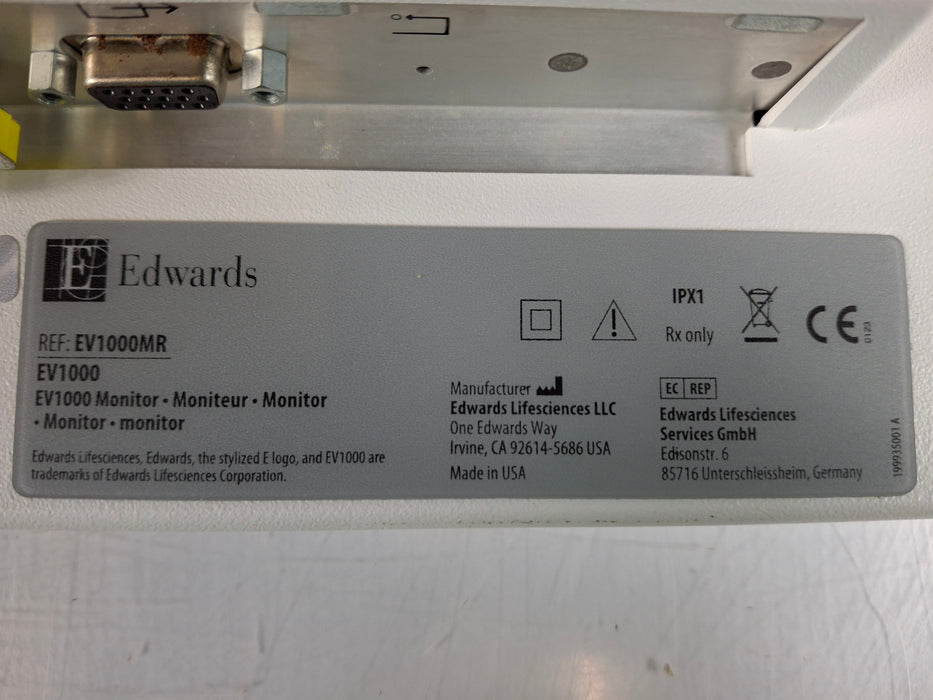 E Edwards
REF: EV1000MR
EV1000
EV1000 Monitor • Moniteur • Monitor
• Monitor • monitor
Edwards Lifesciences, Edwards, the stylized E logo, and EV1000 are
trademarks of Edwards Lifesciences Corporation.
Manufacturer
Edwards Lifesciences LLC
One Edwards Way
Irvine, CA 92614-5686 USA
Made in USA
IPX1
Rx only
CE 0123
EC REP
Edwards Lifesciences
Services GmbH
Edisonstr. 6
85716 Unterschleissheim, Germany
199935001 A